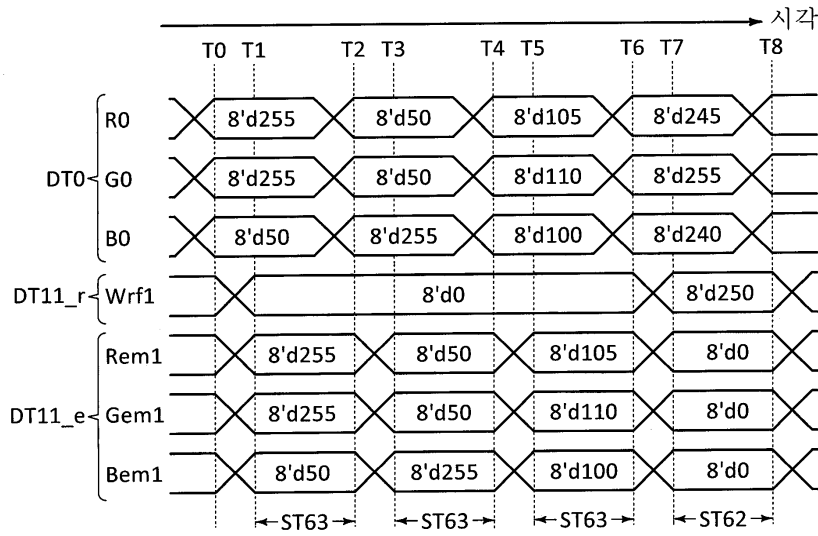 시각
T0 T1 T2 T3 T4 T5 T6 T7 T8
DT0
R0 8'd255 8'd50 8'd105 8'd245
G0 8'd255 8'd50 8'd110 8'd255
B0 8'd50 8'd255 8'd100 8'd240
DT11_r Wrf1 8'd0 8'd250
DT11_e
Rem1 8'd255 8'd50 8'd105 8'd0
Gem1 8'd255 8'd50 8'd110 8'd0
Bem1 8'd50 8'd255 8'd100 8'd0
ST63 ST63 ST63 ST62